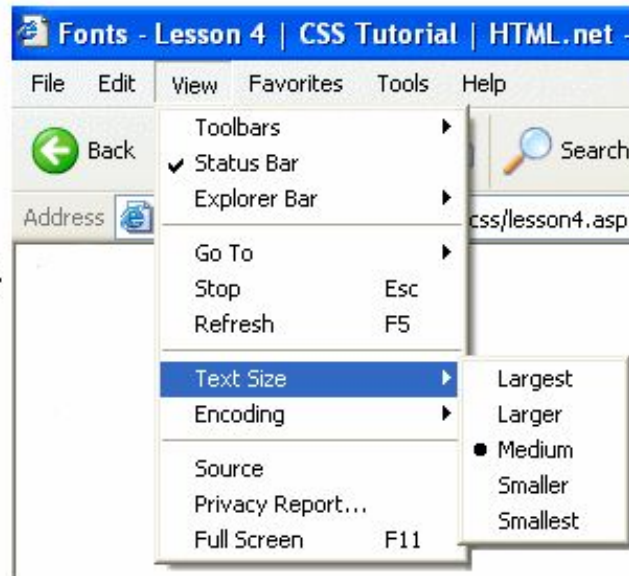 Fonts - Lesson 4 | CSS Tutorial | HTML.net -
File Edit View Favorites Tools Help
Back Search
Address css/lesson4.asp
Toolbars
Status Bar
Explorer Bar
Go To
Stop Esc
Refresh F5
Text Size
Encoding
Source
Privacy Report...
Full Screen F11
Largest
Larger
Medium
Smaller
Smallest